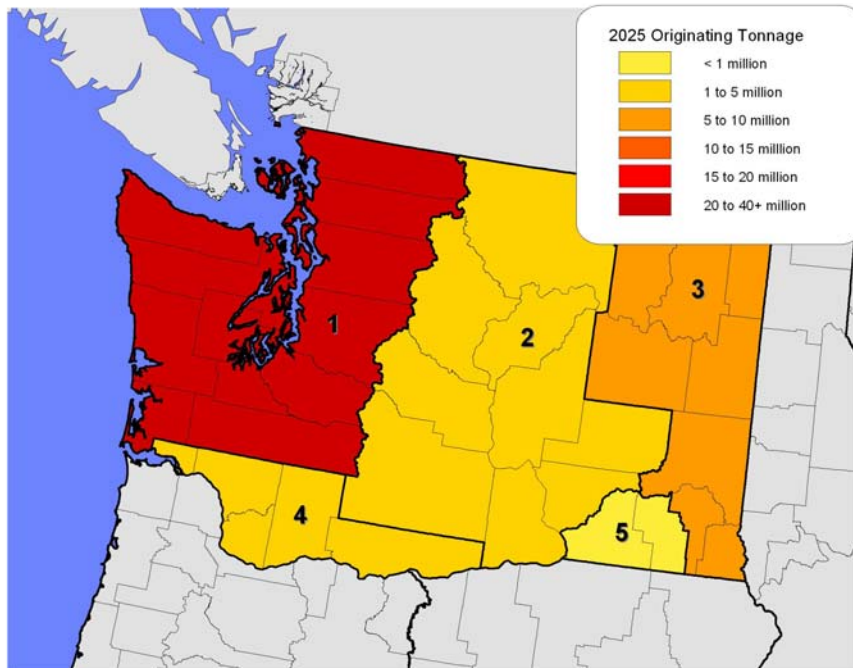 2025 Originating Tonnage
< 1 million
1 to 5 million
5 to 10 million
10 to 15 milllion
15 to 20 million
20 to 40+ million
3
1
2
4
5